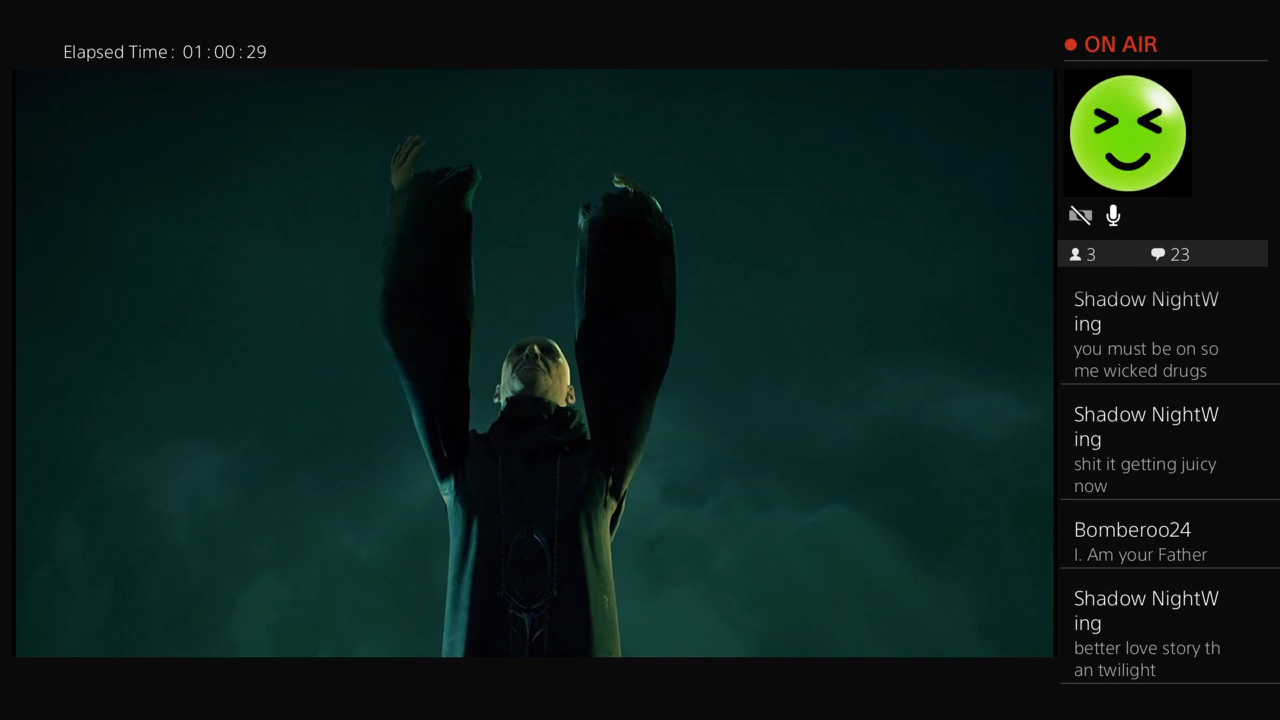 Elapsed Time: 01:00:29
ON AIR
3 23
Shadow NightW
ing
you must be on so
me wicked drugs
Shadow NightW
ing
shit it getting juicy
now
Bomberoo24
I. Am your Father
Shadow NightW
ing
better love story th
an twilight